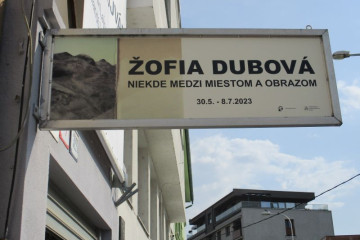 ŽOFIA DUBOVÁ
NIEKDE MEDZI MIESTOM A OBRAZOM
30.5. - 8.7.2023